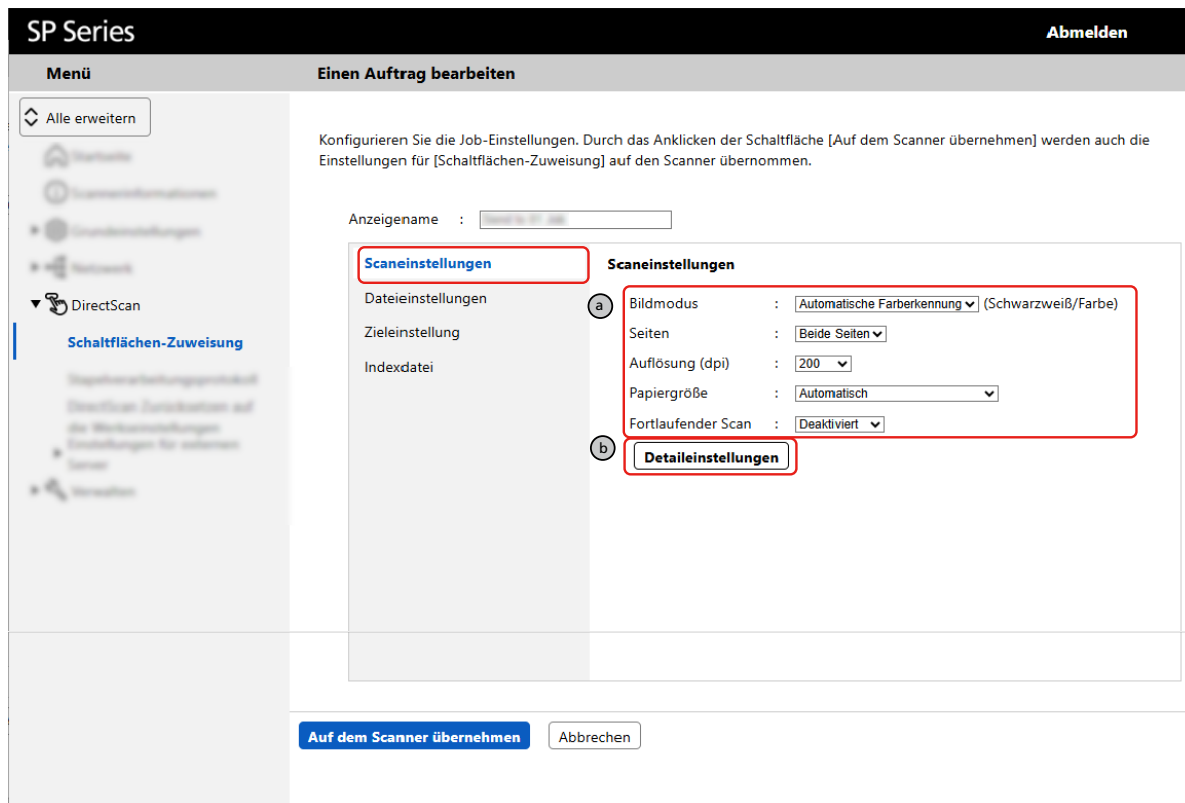 SP Series
Abmelden
Menü
Einen Auftrag bearbeiten
Alle erweitern
DirectScan
Schaltflächen-Zuweisung
Konfigurieren Sie die Job-Einstellungen. Durch das Anklicken der Schaltfläche [Auf dem Scanner übernehmen] werden auch die
Einstellungen für [Schaltflächen-Zuweisung] auf den Scanner übernommen.
Anzeigename :
Scaneinstellungen
Dateieinstellungen
Zieleinstellung
Indexdatei
Scaneinstellungen
a
Bildmodus : Automatische Farberkennung (Schwarzweiß/Farbe)
Seiten : Beide Seiten
Auflösung (dpi) : 200
Papiergröße : Automatisch
Fortlaufender Scan : Deaktiviert
b
Detaileinstellungen
Auf dem Scanner übernehmen
Abbrechen